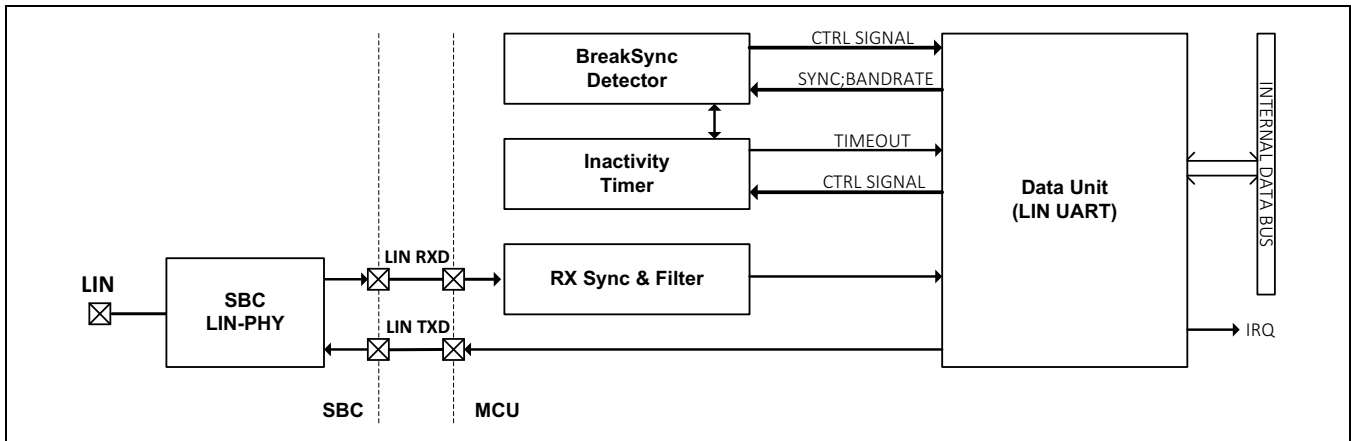 BreakSync
Detector
CTRL SIGNAL
SYNC;BANDRATE
Inactivity
Timer
TIMEOUT
CTRL SIGNAL
Data Unit
(LIN UART)
INTERNAL DATA BUS
LIN
SBC
LIN-PHY
LIN RXD
RX Sync & Filter
LIN TXD
IRQ
SBC
MCU